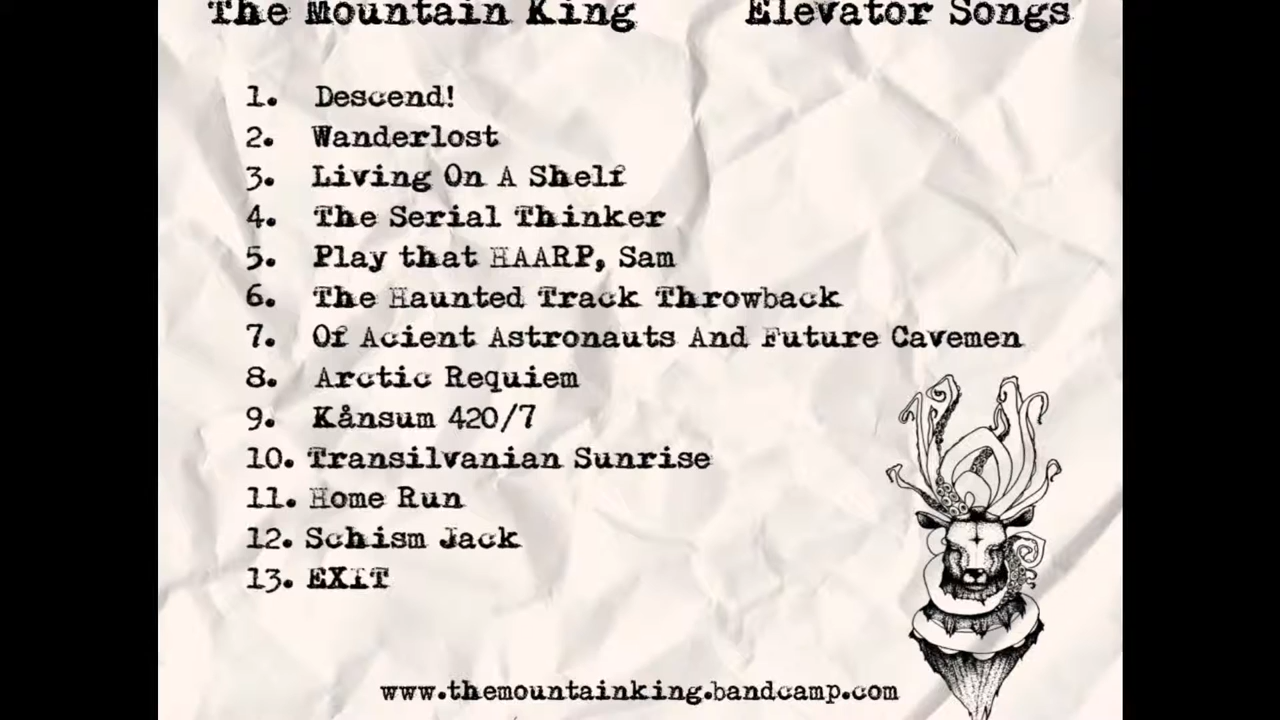 The Mountain King Elevator Songs
1. Descend!
2. Wanderlost
3. Living On A Shelf
4. The Serial Thinker
5. Play that HAARP, Sam
6. The Haunted Track Throwback
7. Of Acient Astronauts And Future Cavemen
8. Arctic Requiem
9. Kånsum 420/7
10. Transilvanian Sunrise
11. Home Run
12. Schism Jack
13. EXIT
www.themountainking.bandcamp.com